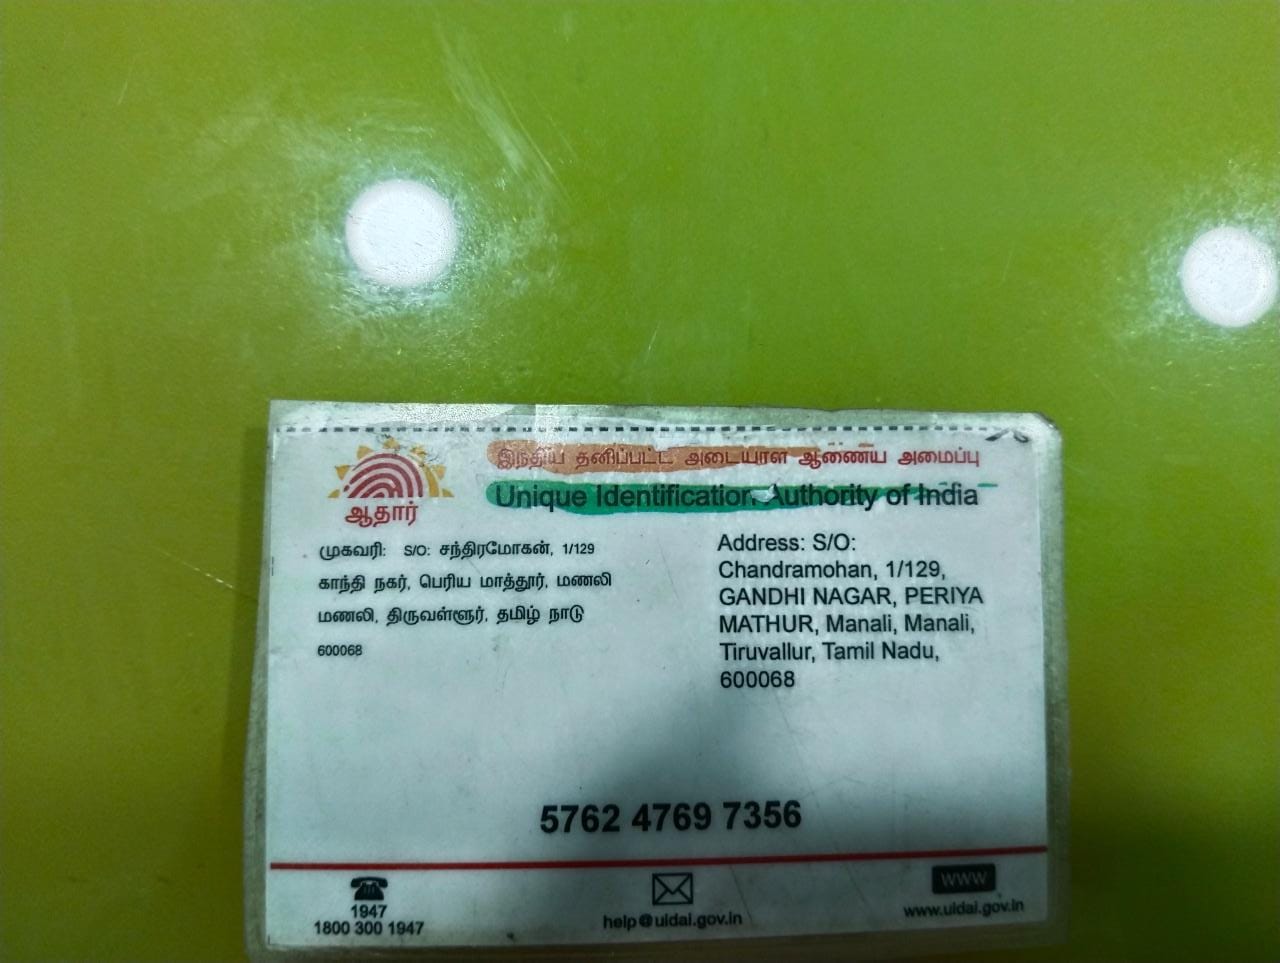 இந்திய தனிப்பட்ட அடையாள ஆணைய அமைப்பு
Unique Identification Authority of India
ஆதார்
முகவரி: S/O: சந்திரமோகன், 1/129
காந்தி நகர், பெரிய மாத்தூர், மணலி
மணலி, திருவள்ளூர், தமிழ் நாடு
600068
Address: S/O:
Chandramohan, 1/129,
GANDHI NAGAR, PERIYA
MATHUR, Manali, Manali,
Tiruvallur, Tamil Nadu,
600068
5762 4769 7356
1947
1800 300 1947
help@uidai.gov.in
www
www.uidai.gov.in